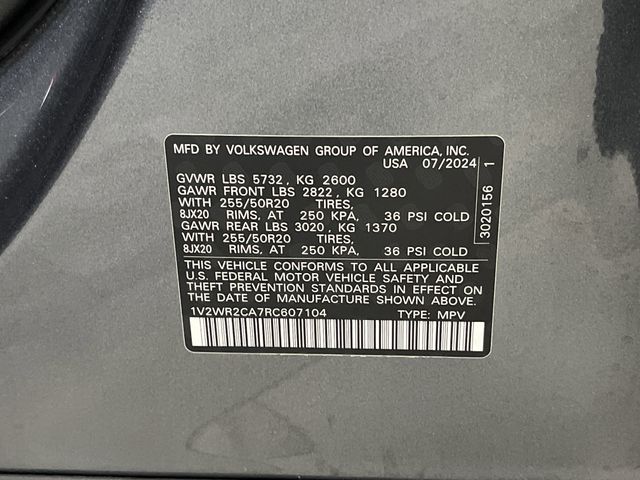 MFD BY VOLKSWAGEN GROUP OF AMERICA, INC.
USA 07/2024
GVWR LBS 5732, KG 2600
GAWR FRONT LBS 2822, KG 1280
WITH 255/50R20 TIRES,
8JX20 RIMS, AT 250 KPA, 36 PSI COLD
GAWR REAR LBS 3020, KG 1370
WITH 255/50R20 TIRES,
8JX20 RIMS, AT 250 KPA, 36 PSI COLD
THIS VEHICLE CONFORMS TO ALL APPLICABLE
U.S. FEDERAL MOTOR VEHICLE SAFETY AND
THEFT PREVENTION STANDARDS IN EFFECT ON
THE DATE OF MANUFACTURE SHOWN ABOVE.
1V2WR2CA7RC607104 TYPE: MPV
3020156 1